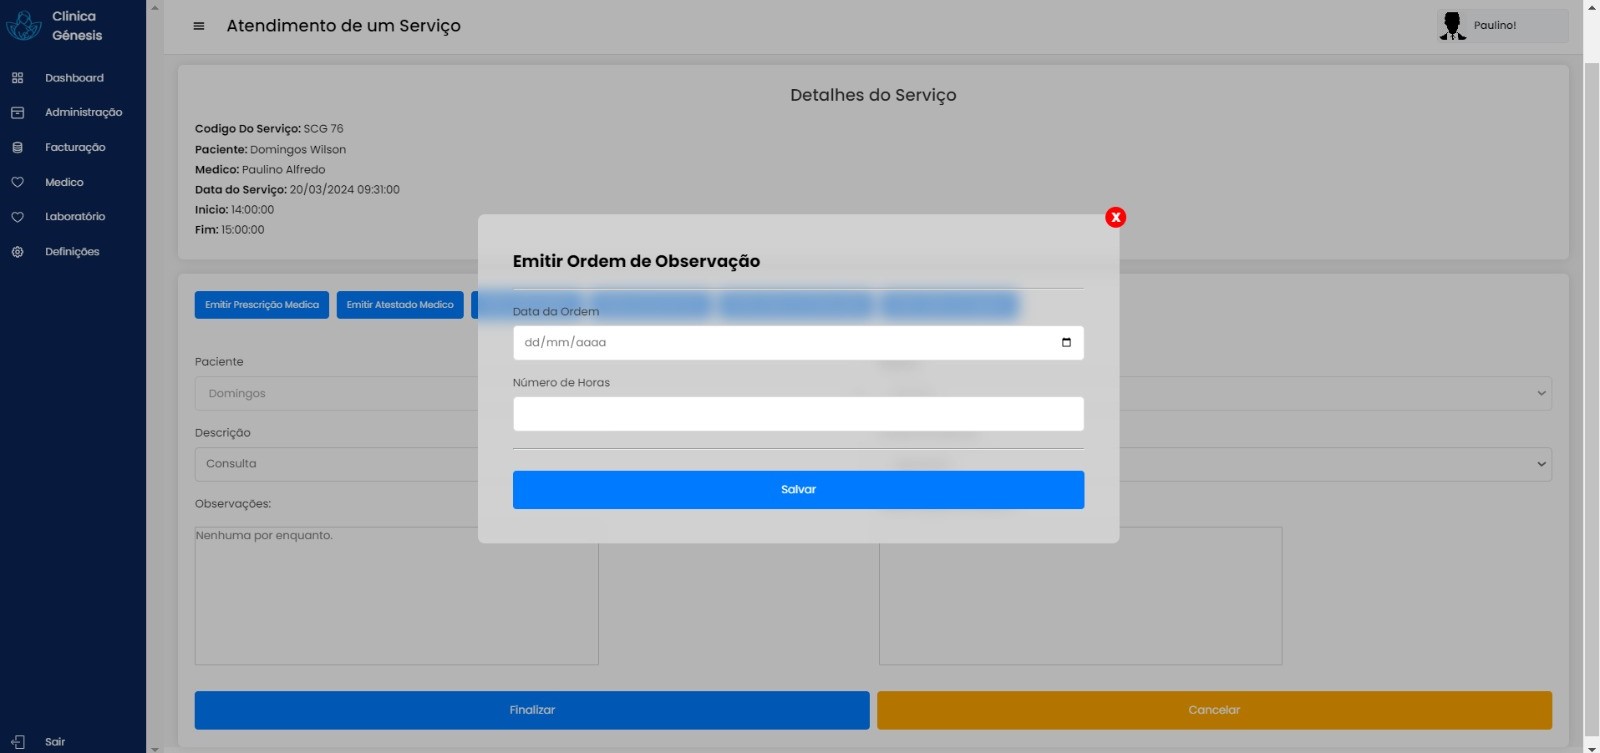 Clinica
Génesis
Dashboard
Administração
Facturação
Medico
Laboratório
Definições
Sair
Atendimento de um Serviço
Paulino!
Detalhes do Serviço
Codigo Do Serviço: SCG 76
Paciente: Domingos Wilson
Medico: Paulino Alfredo
Data do Serviço: 20/03/2024 09:31:00
Inicio: 14:00:00
Fim: 15:00:00
Emitir Prescrição Medica
Emitir Atestado Medico
Paciente
Domingos
Descrição
Consulta
Observações:
Nenhuma por enquanto.
X
Emitir Ordem de Observação
Data da Ordem
dd/mm/aaaa
Número de Horas
Salvar
Finalizar
Cancelar